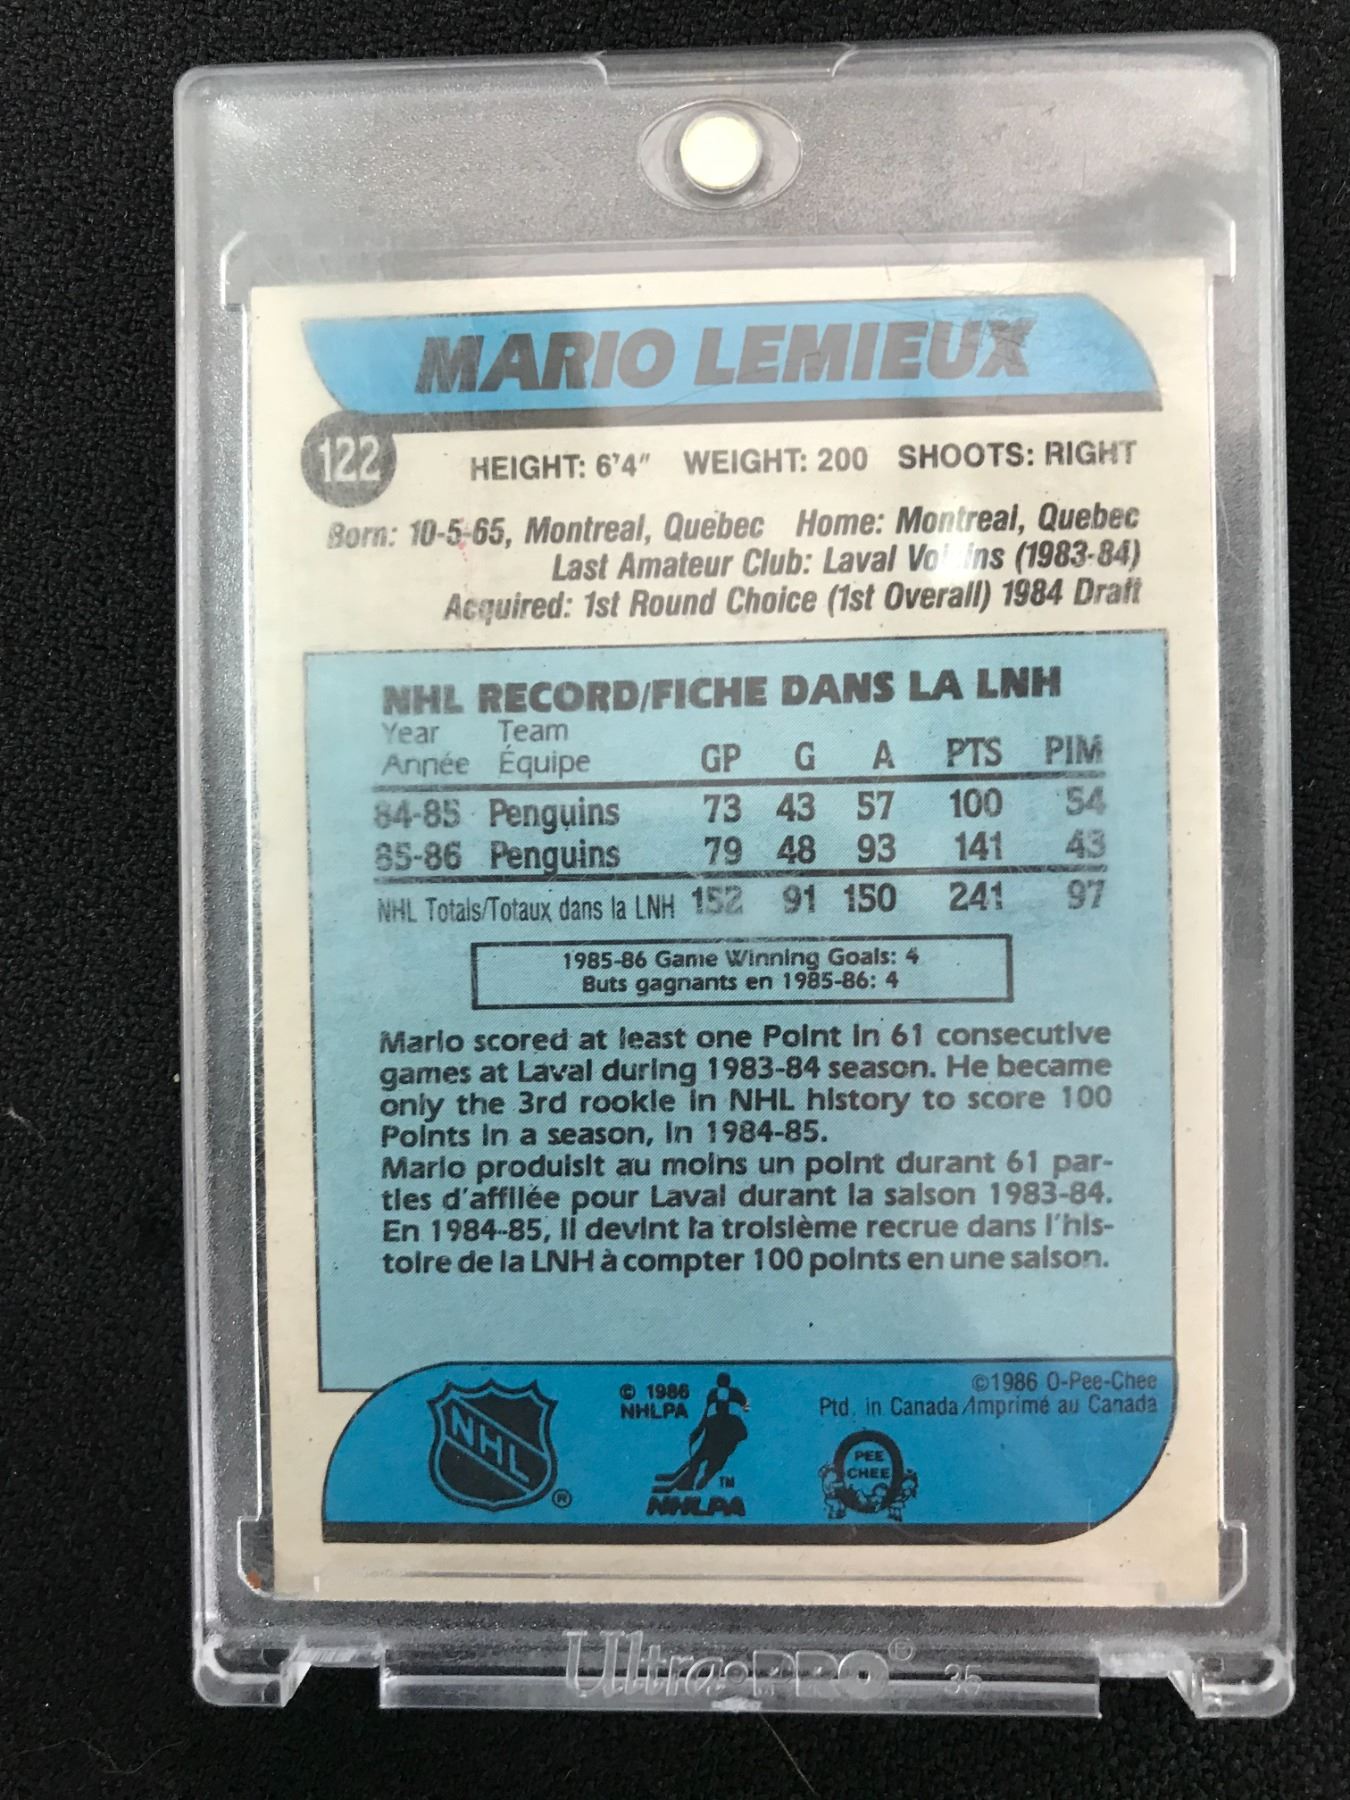 MARIO LEMIEUX
122
HEIGHT: 6'4" WEIGHT: 200 SHOOTS: RIGHT
Born: 10-5-65, Montreal, Quebec Home: Montreal, Quebec
Last Amateur Club: Laval (1983-84)
Acquired: 1st Round Choice (1st Overall) 1984 Draft
NHL RECORD/FICHE DANS LA LNH
Year Team
Année Équipe GP G A PTS PIM
84-85 Penguins 73 43 57 100 54
85-86 Penguins 79 48 93 141 43
NHL Totals/Totaux dans la LNH 152 91 150 241 97
1985-86 Game Winning Goals: 4
Buts gagnants en 1985-86: 4
Mario scored at least one Point in 61 consecutive
games at Laval during 1983-84 season. He became
only the 3rd rookie in NHL history to score 100
Points in a season, in 1984-85.
Mario produisit au moins un point durant 61 par-
ties d'affilée pour Laval durant la saison 1983-84.
En 1984-85, il devint la troisième recrue dans l'his-
toire de la LNH à compter 100 points en une saison.
NHL ®
© 1986
NHLPA
TM
NHLPA
©1986 O-Pee-Chee
Ptd. in Canada/Imprimé au Canada
O PEE
CHEE
Ultra PRO® 35